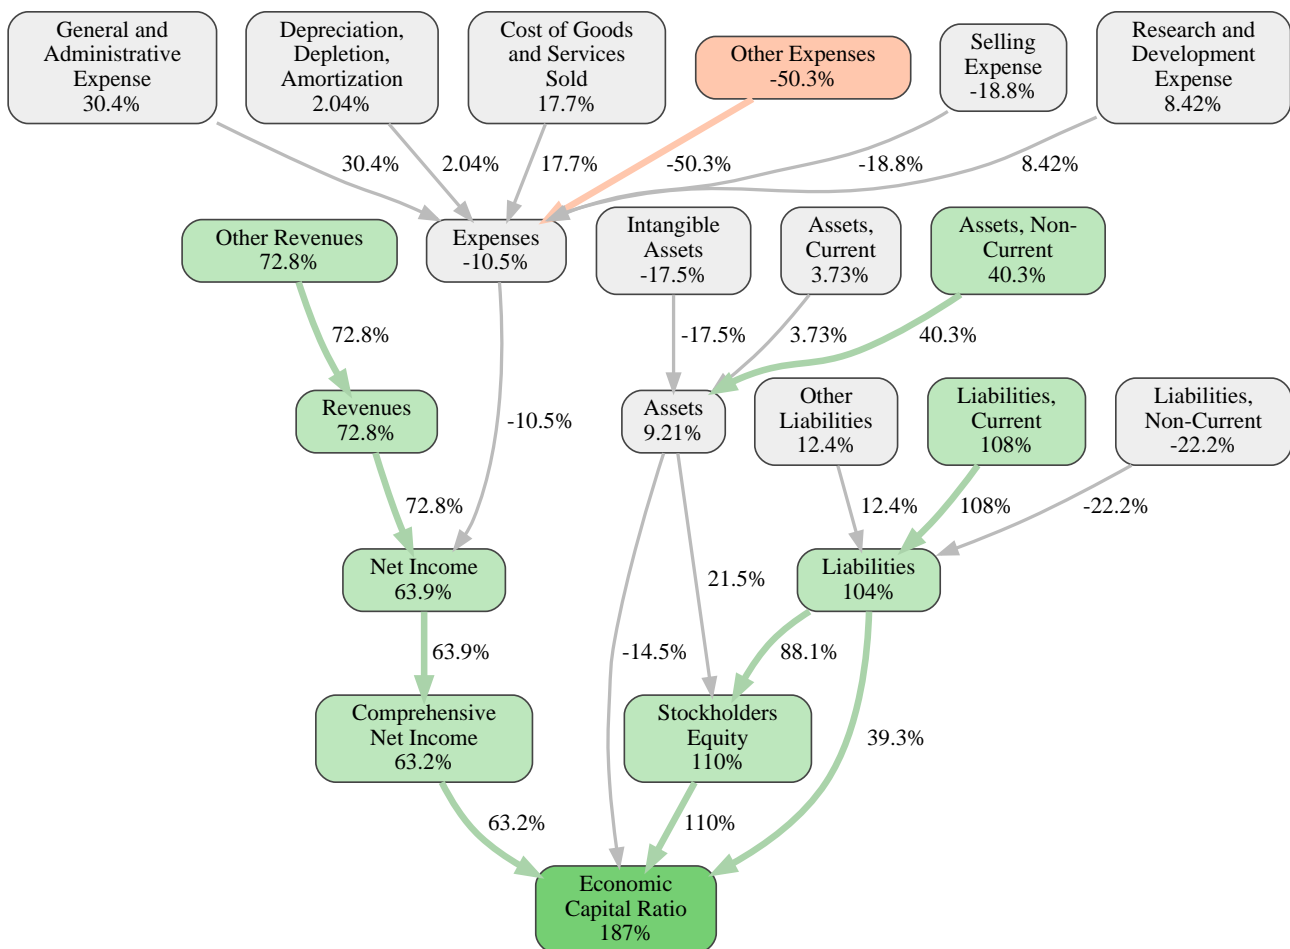 General and
Administrative
Expense
30.4%
Depreciation,
Depletion,
Amortization
2.04%
Cost of Goods
and Services
Sold
17.7%
Other Expenses
-50.3%
Selling
Expense
-18.8%
Research and
Development
Expense
8.42%
30.4%
2.04%
17.7%
-50.3%
-18.8%
8.42%
Other Revenues
72.8%
Expenses
-10.5%
Intangible
Assets
-17.5%
Assets,
Current
3.73%
Assets, Non-
Current
40.3%
72.8%
-17.5%
3.73%
40.3%
Revenues
72.8%
-10.5%
Assets
9.21%
Other
Liabilities
12.4%
Liabilities,
Current
108%
Liabilities,
Non-Current
-22.2%
72.8%
12.4%
108%
-22.2%
Net Income
63.9%
21.5%
Liabilities
104%
63.9%
-14.5%
88.1%
Comprehensive
Net Income
63.2%
Stockholders
Equity
110%
39.3%
63.2%
110%
Economic
Capital Ratio
187%